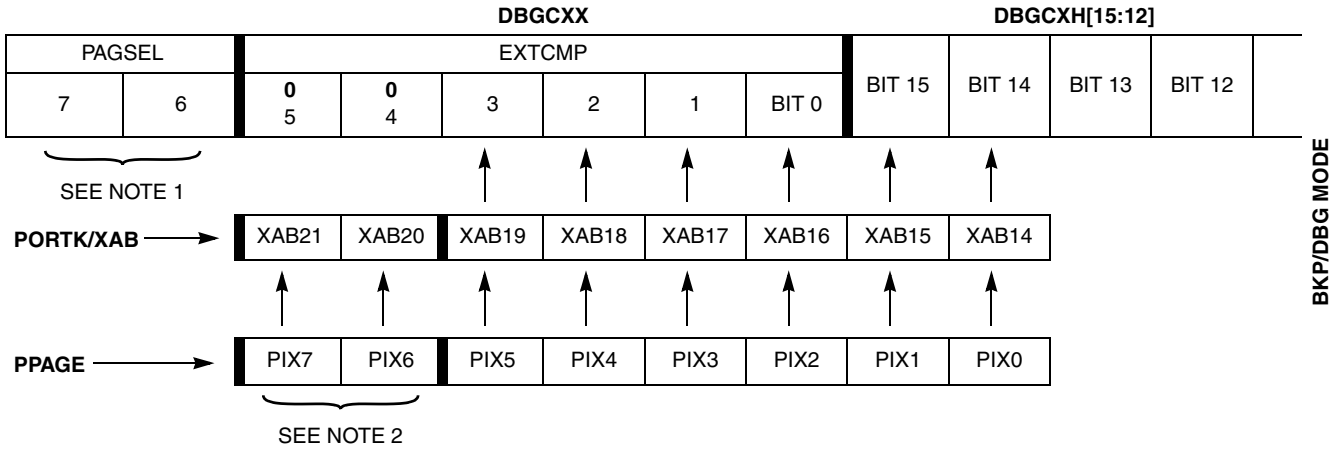 DBGCXX DBGCXH[15:12]
PAGSEL EXTCMP
BIT 15 BIT 14 BIT 13 BIT 12
7 6 0 5 0 4 3 2 1 BIT 0
SEE NOTE 1
PORTK/XAB XAB21 XAB20 XAB19 XAB18 XAB17 XAB16 XAB15 XAB14
PPAGE PIX7 PIX6 PIX5 PIX4 PIX3 PIX2 PIX1 PIX0
SEE NOTE 2
BKP/DBG MODE